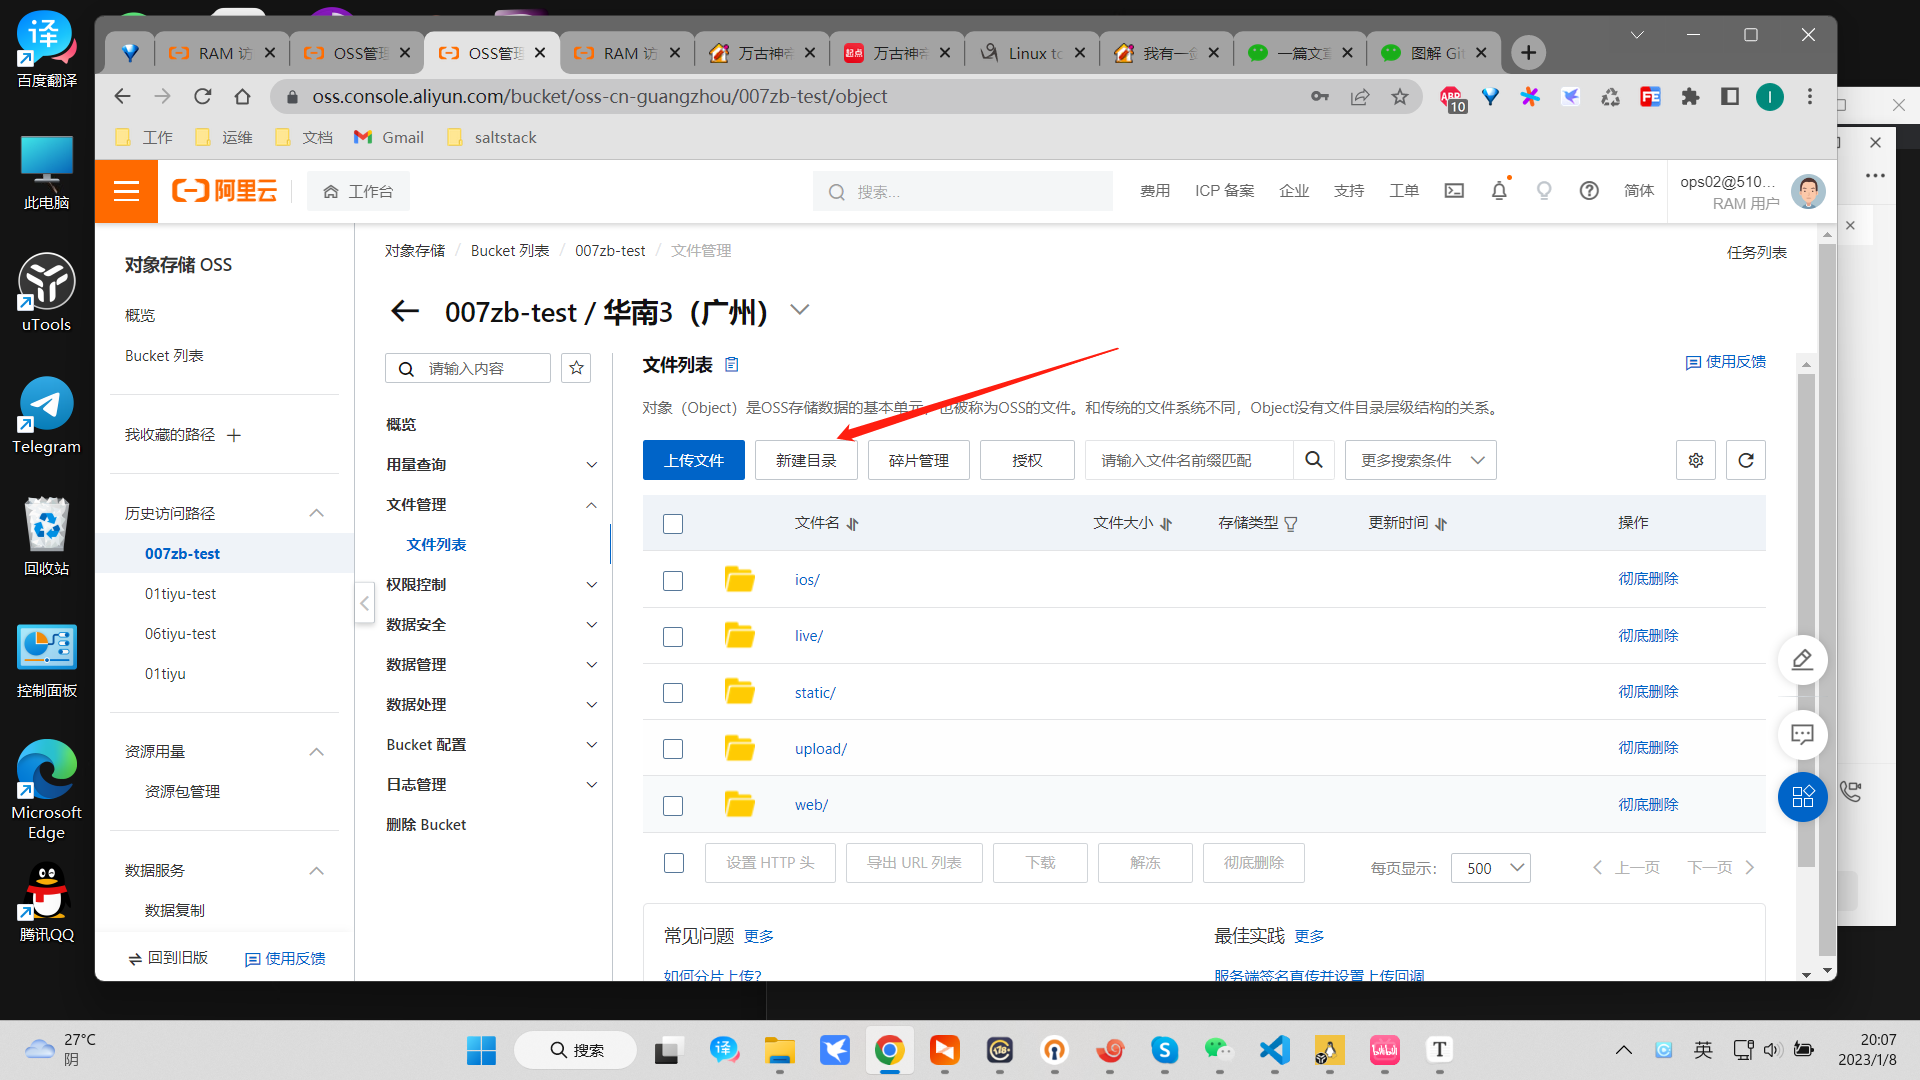 百度翻译
此电脑
uTools
Telegram
回收站
控制面板
Microsoft
Edge
腾讯QQ
RAM 访
OSS管理
OSS管理
RAM 访
万古神帝
万古神帝
Linux to
我有一剑
一篇文章
图解 Git
oss.console.aliyun.com/bucket/oss-cn-guangzhou/007zb-test/object
ABP
10
FE
I
工作
运维
文档
Gmail
saltstack
阿里云
工作台
搜索...
费用
ICP 备案
企业
支持
工单
简体
ops02@510...
RAM 用户
对象存储 OSS
概览
Bucket 列表
我收藏的路径
历史访问路径
007zb-test
01tiyu-test
06tiyu-test
01tiyu
资源用量
资源包管理
数据服务
数据复制
回到旧版
使用反馈
对象存储 / Bucket 列表 / 007zb-test / 文件管理
任务列表
007zb-test / 华南3（广州）
请输入内容
概览
用量查询
文件管理
文件列表
权限控制
数据安全
数据管理
数据处理
Bucket 配置
日志管理
删除 Bucket
文件列表
使用反馈
对象（Object）是OSS存储数据的基本单元，也被称为OSS的文件。和传统的文件系统不同，Object没有文件目录层级结构的关系。
上传文件
新建目录
碎片管理
授权
请输入文件名前缀匹配
更多搜索条件
文件名
文件大小
存储类型
更新时间
操作
ios/
彻底删除
live/
彻底删除
static/
彻底删除
upload/
彻底删除
web/
彻底删除
设置 HTTP 头
导出 URL 列表
下载
解冻
彻底删除
每页显示：
500
上一页
下一页
常见问题 更多
最佳实践 更多
如何分片上传?
服务端签名直传并设置上传回调
27°C
阴
搜索
译
T
英
20:07
2023/1/8